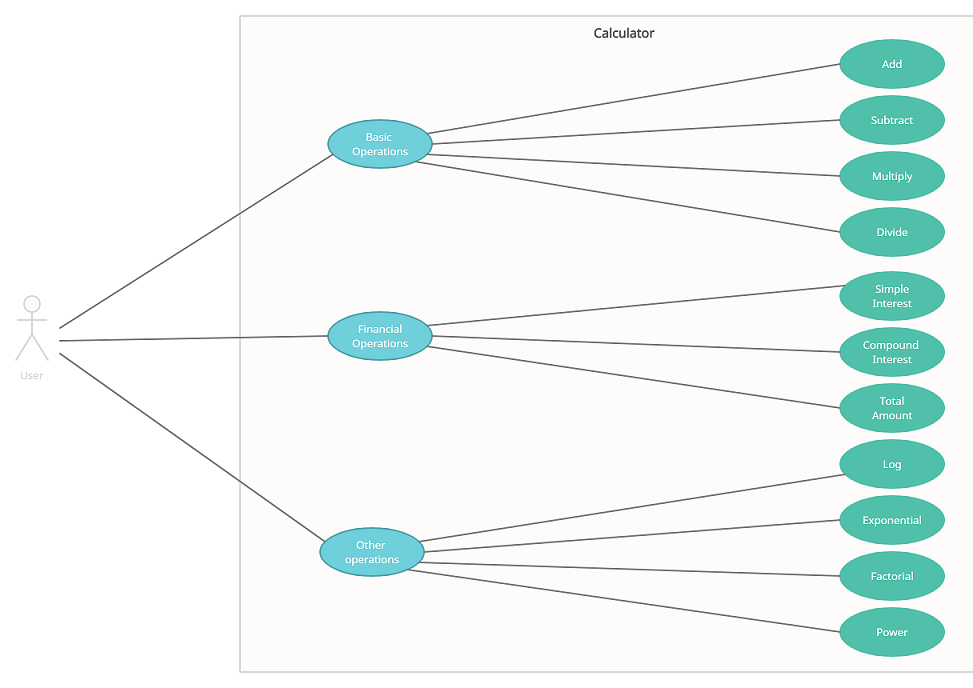 Calculator
Add
Subtract
Multiply
Divide
Basic
Operations
Simple
Interest
Compound
Interest
Total
Amount
Financial
Operations
User
Log
Exponential
Factorial
Power
Other
operations